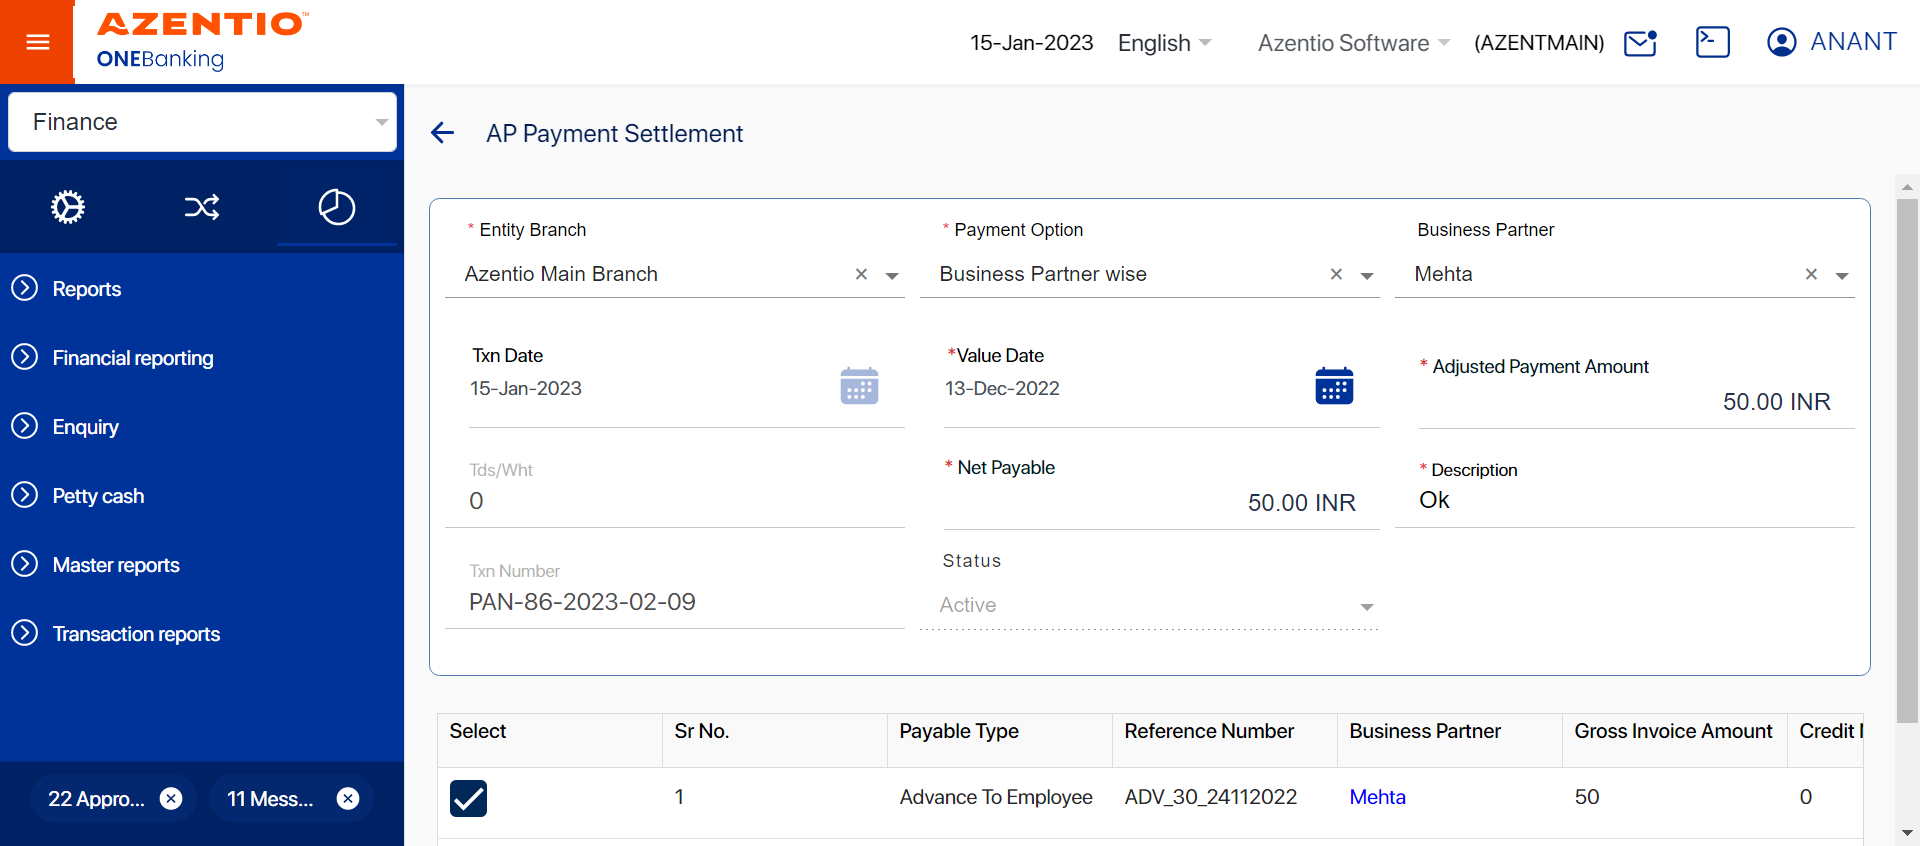 AZENTIO™
ONEBanking
15-Jan-2023
English
Azentio Software
(AZENTMAIN)
ANANT
Finance
Reports
Financial reporting
Enquiry
Petty cash
Master reports
Transaction reports
22 Appro...
11 Mess...
AP Payment Settlement
* Entity Branch
Azentio Main Branch
* Payment Option
Business Partner wise
Business Partner
Mehta
Txn Date
15-Jan-2023
*Value Date
13-Dec-2022
* Adjusted Payment Amount
50.00 INR
Tds/Wht
0
* Net Payable
50.00 INR
* Description
Ok
Txn Number
PAN-86-2023-02-09
Status
Active
Select Sr No. Payable Type Reference Number Business Partner Gross Invoice Amount Credit
1 Advance To Employee ADV_30_24112022 Mehta 50 0